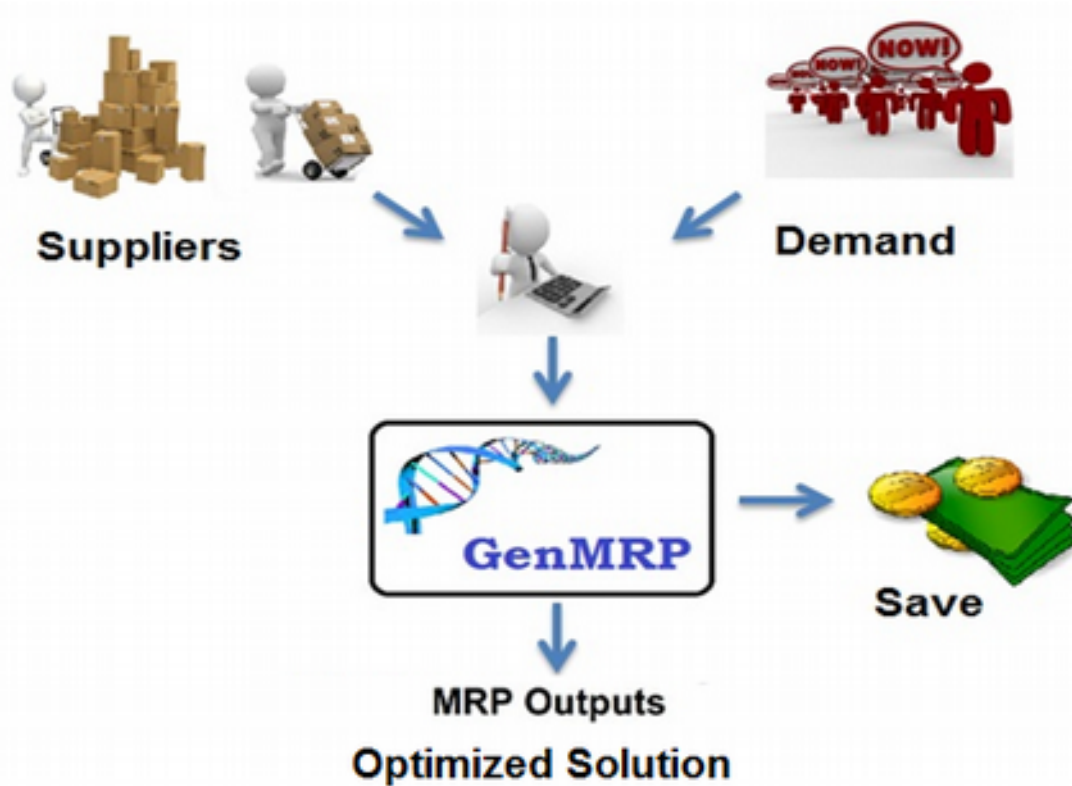 NOW!
NOW!
Suppliers
Demand
GenMRP
Save
MRP Outputs
Optimized Solution